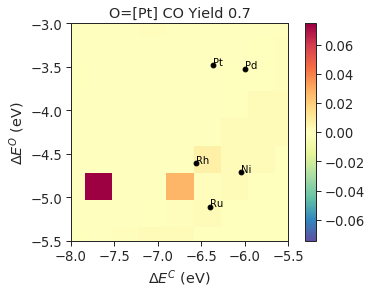 O=[Pt] CO Yield 0.7
−3.0
−3.5
−4.0
−4.5
−5.0
−5.5
ΔE^O (eV)
Pt
Pd
Rh
Ni
Ru
−8.0 −7.5 −7.0 −6.5 −6.0 −5.5
ΔE^C (eV)
0.06
0.04
0.02
0.00
−0.02
−0.04
−0.06